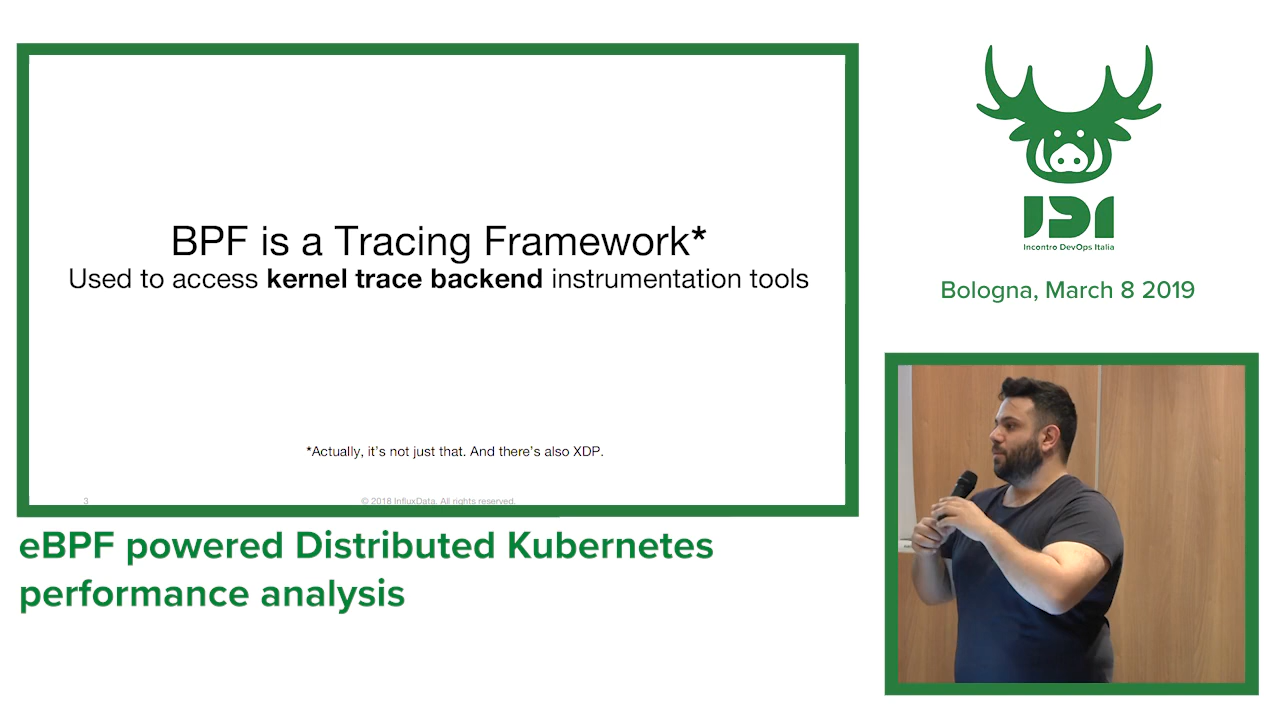 BPF is a Tracing Framework*
Used to access kernel trace backend instrumentation tools
*Actually, it's not just that. And there's also XDP.
3
© 2018 InfluxData. All rights reserved.
IDI
Incontro DevOps Italia
Bologna, March 8 2019
eBPF powered Distributed Kubernetes
performance analysis